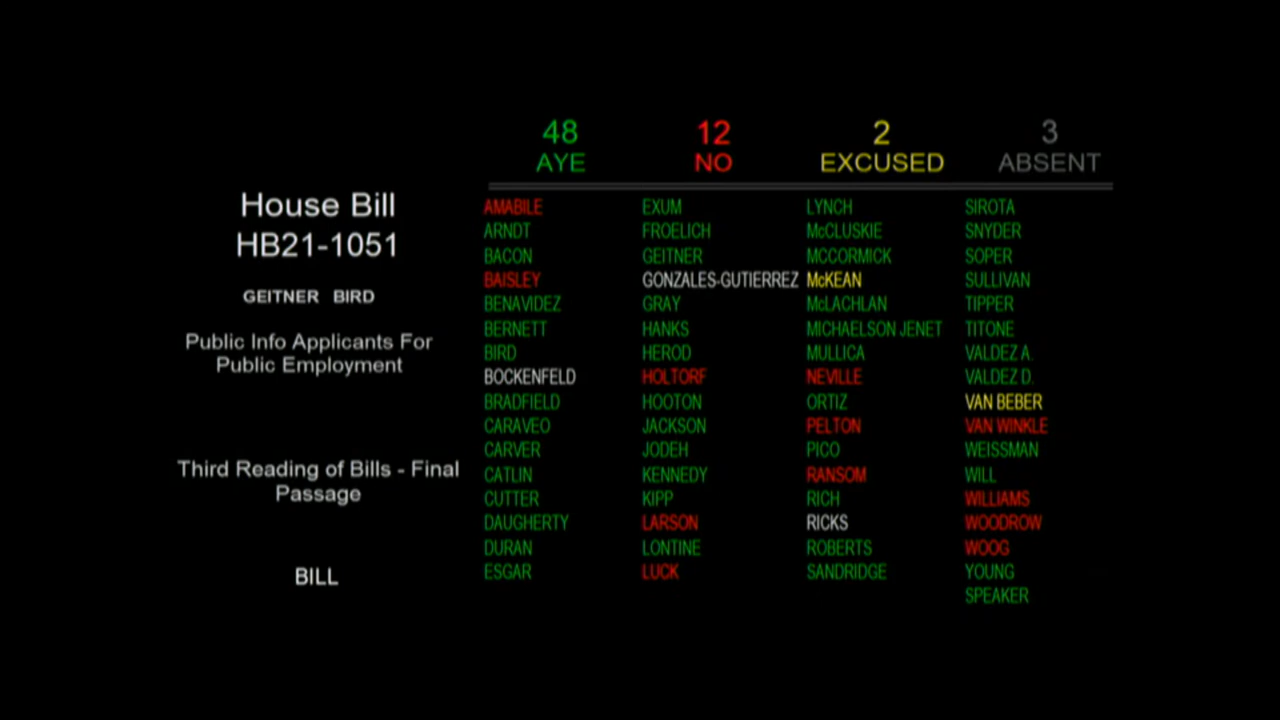 48 12 2 3
AYE NO EXCUSED ABSENT
House Bill
HB21-1051
GEITNER BIRD
Public Info Applicants For
Public Employment
Third Reading of Bills - Final
Passage
BILL
AMABILE EXUM LYNCH SIROTA
ARNDT FROELICH McCLUSKIE SNYDER
BACON GEITNER MCCORMICK SOPER
BAISLEY GONZALES-GUTIERREZ McKEAN SULLIVAN
BENAVIDEZ GRAY McLACHLAN TIPPER
BERNETT HANKS MICHAELSON JENET TITONE
BIRD HEROD MULLICA VALDEZ A.
BOCKENFELD HOLTORF NEVILLE VALDEZ D.
BRADFIELD HOOTON ORTIZ VAN BEBER
CARAVEO JACKSON PELTON VAN WINKLE
CARVER JODEH PICO WEISSMAN
CATLIN KENNEDY RANSOM WILL
CUTTER KIPP RICH WILLIAMS
DAUGHERTY LARSON RICKS WOODROW
DURAN LONTINE ROBERTS WOOG
ESGAR LUCK SANDRIDGE YOUNG
SPEAKER